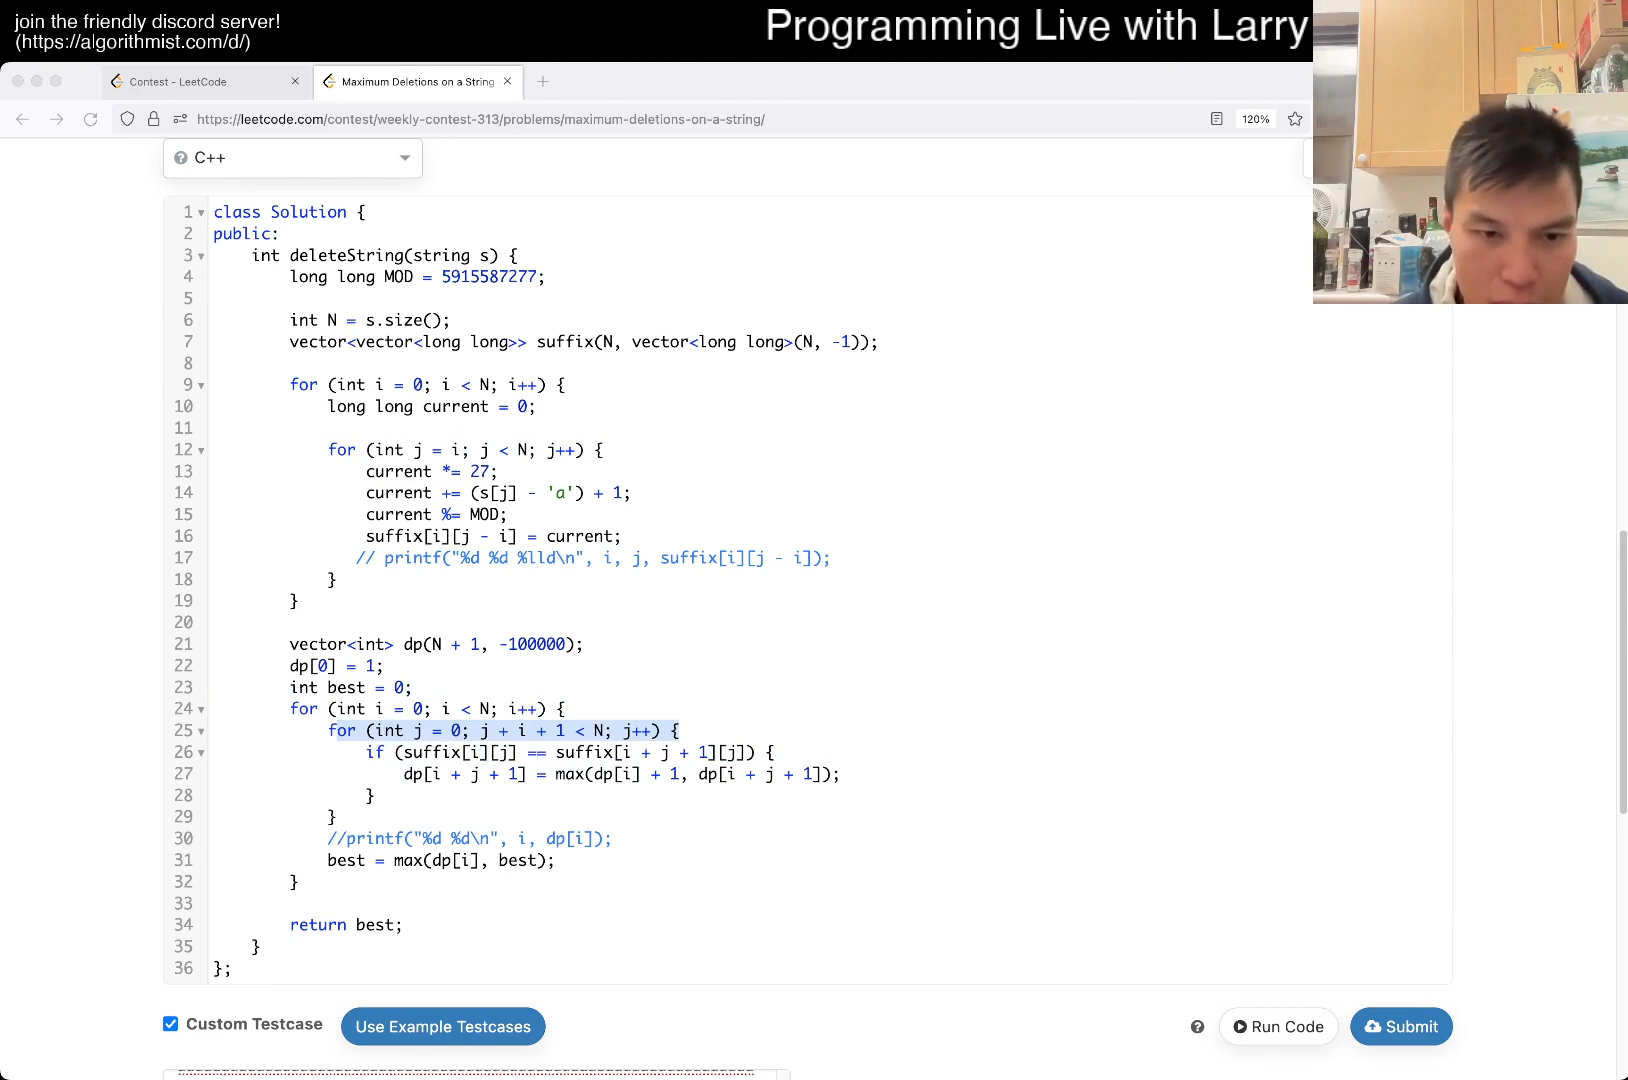 join the friendly discord server!
(https://algorithmist.com/d/)
Programming Live with Larry
Contest - LeetCode
Maximum Deletions on a String
https://leetcode.com/contest/weekly-contest-313/problems/maximum-deletions-on-a-string/
120%
C++
1 class Solution {
2 public:
3     int deleteString(string s) {
4         long long MOD = 5915587277;
5
6         int N = s.size();
7         vector<vector<long long>> suffix(N, vector<long long>(N, -1));
8
9         for (int i = 0; i < N; i++) {
10             long long current = 0;
11
12             for (int j = i; j < N; j++) {
13                 current *= 27;
14                 current += (s[j] - 'a') + 1;
15                 current %= MOD;
16                 suffix[i][j - i] = current;
17                // printf("%d %d %lld\n", i, j, suffix[i][j - i]);
18             }
19         }
20
21         vector<int> dp(N + 1, -100000);
22         dp[0] = 1;
23         int best = 0;
24         for (int i = 0; i < N; i++) {
25             for (int j = 0; j + i + 1 < N; j++) {
26                 if (suffix[i][j] == suffix[i + j + 1][j]) {
27                     dp[i + j + 1] = max(dp[i] + 1, dp[i + j + 1]);
28                 }
29             }
30             //printf("%d %d\n", i, dp[i]);
31             best = max(dp[i], best);
32         }
33
34         return best;
35     }
36 };
Custom Testcase
Use Example Testcases
Run Code
Submit